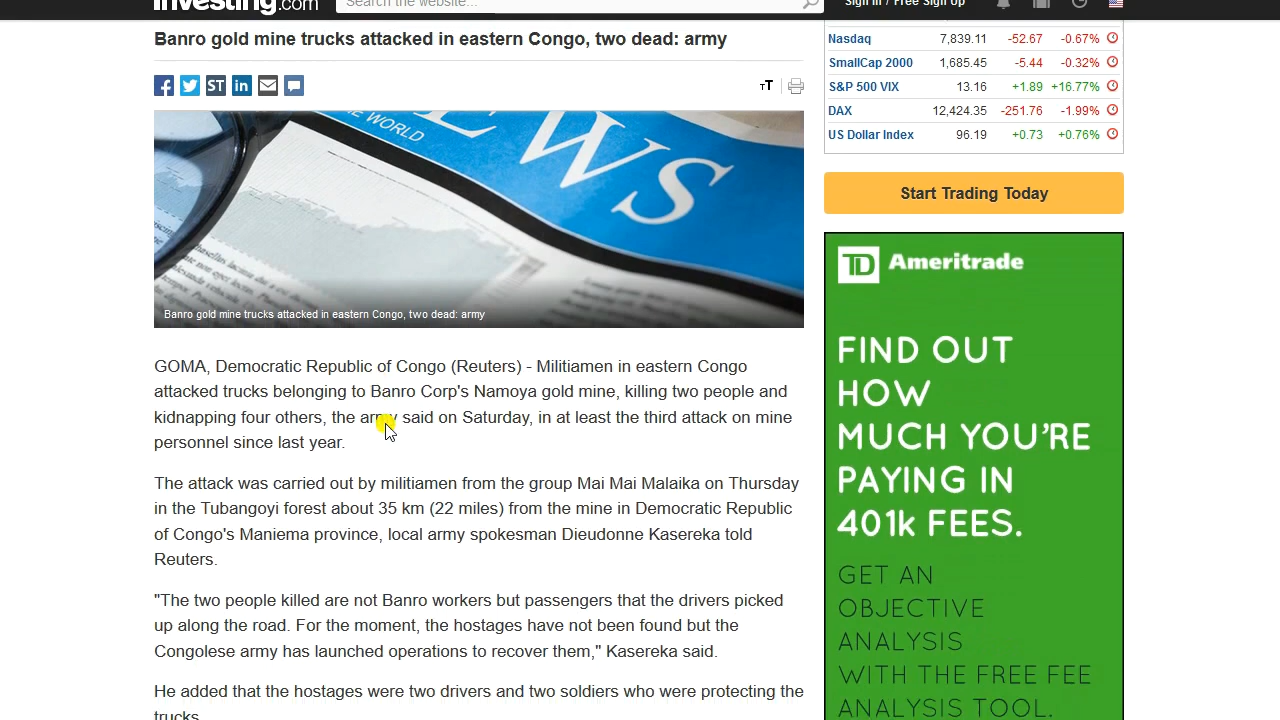 Investing.com
Search the website...
Sign In / Free Sign Up
Banro gold mine trucks attacked in eastern Congo, two dead: army
ST
in
TT
THE WORLD
NEWS
Banro gold mine trucks attacked in eastern Congo, two dead: army
GOMA, Democratic Republic of Congo (Reuters) - Militiamen in eastern Congo
attacked trucks belonging to Banro Corp's Namoya gold mine, killing two people and
kidnapping four others, the army said on Saturday, in at least the third attack on mine
personnel since last year.
The attack was carried out by militiamen from the group Mai Mai Malaika on Thursday
in the Tubangoyi forest about 35 km (22 miles) from the mine in Democratic Republic
of Congo's Maniema province, local army spokesman Dieudonne Kasereka told
Reuters.
"The two people killed are not Banro workers but passengers that the drivers picked
up along the road. For the moment, the hostages have not been found but the
Congolese army has launched operations to recover them," Kasereka said.
He added that the hostages were two drivers and two soldiers who were protecting the
trucks.
Nasdaq 7,839.11 -52.67 -0.67%
SmallCap 2000 1,685.45 -5.44 -0.32%
S&P 500 VIX 13.16 +1.89 +16.77%
DAX 12,424.35 -251.76 -1.99%
US Dollar Index 96.19 +0.73 +0.76%
Start Trading Today
TD Ameritrade
FIND OUT
HOW
MUCH YOU'RE
PAYING IN
401k FEES.
GET AN
OBJECTIVE
ANALYSIS
WITH THE FREE FEE
ANALYSIS TOOL.